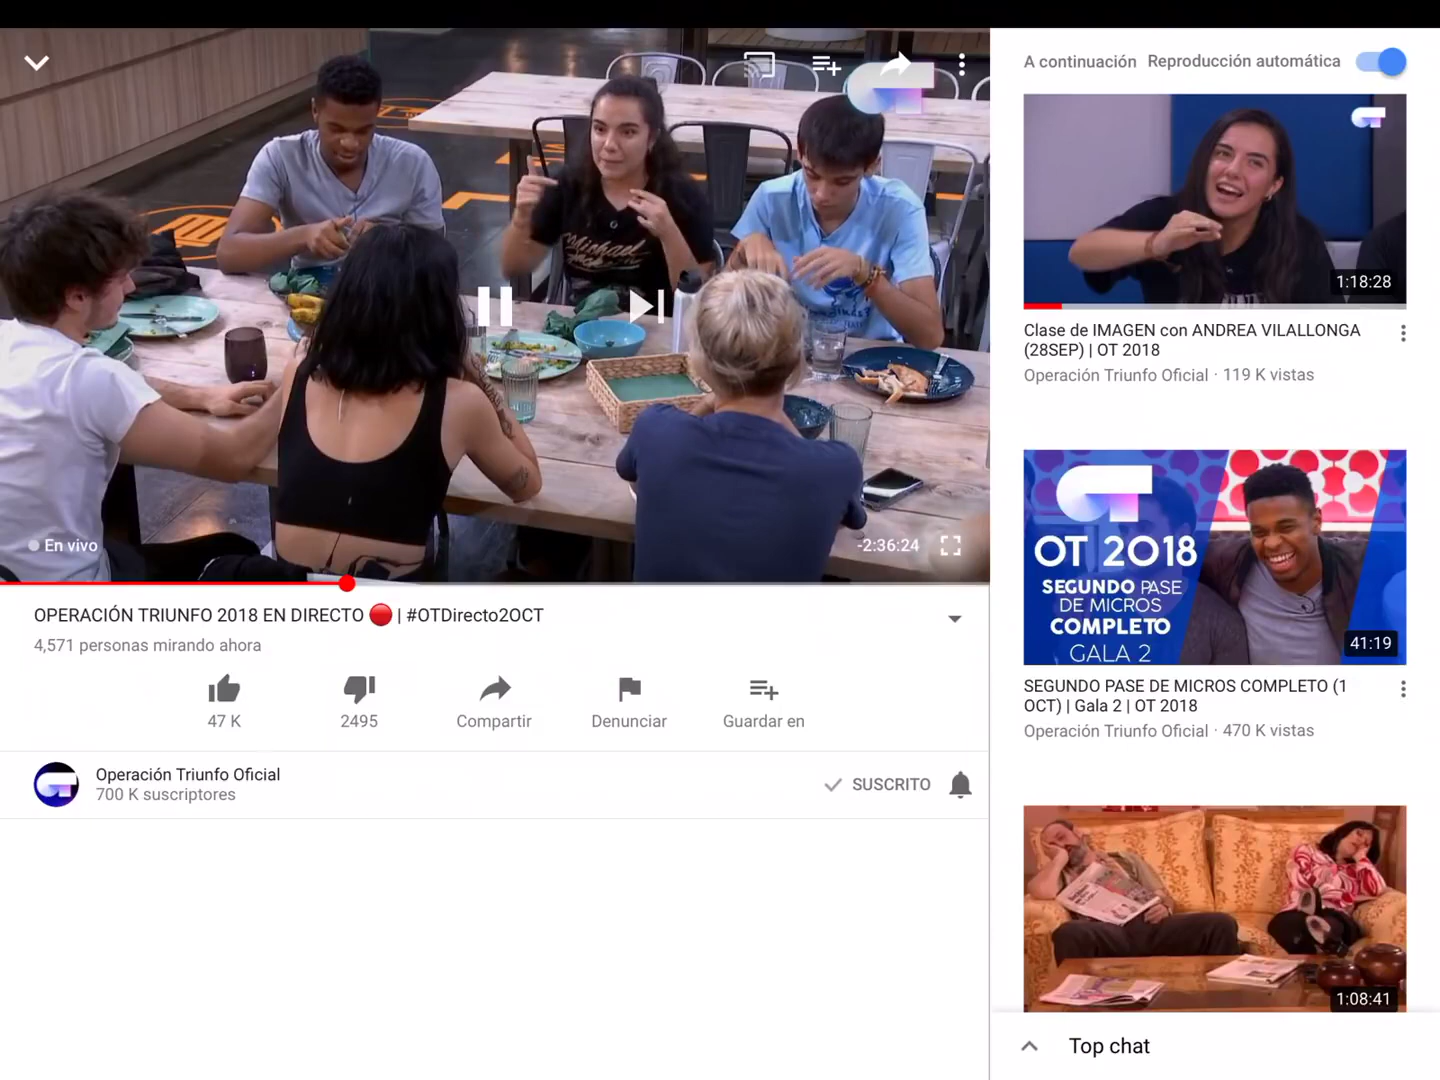 A continuación Reproducción automática
En vivo
-2:36:24
OPERACIÓN TRIUNFO 2018 EN DIRECTO 🔴 | #OTDirecto2OCT
4,571 personas mirando ahora
47 K
2495
Compartir
Denunciar
Guardar en
Operación Triunfo Oficial
700 K suscriptores
SUSCRITO
1:18:28
Clase de IMAGEN con ANDREA VILALLONGA
(28SEP) | OT 2018
Operación Triunfo Oficial · 119 K vistas
OT 2018
SEGUNDO PASE
DE MICROS
COMPLETO
GALA 2
41:19
SEGUNDO PASE DE MICROS COMPLETO (1
OCT) | Gala 2 | OT 2018
Operación Triunfo Oficial · 470 K vistas
1:08:41
Top chat